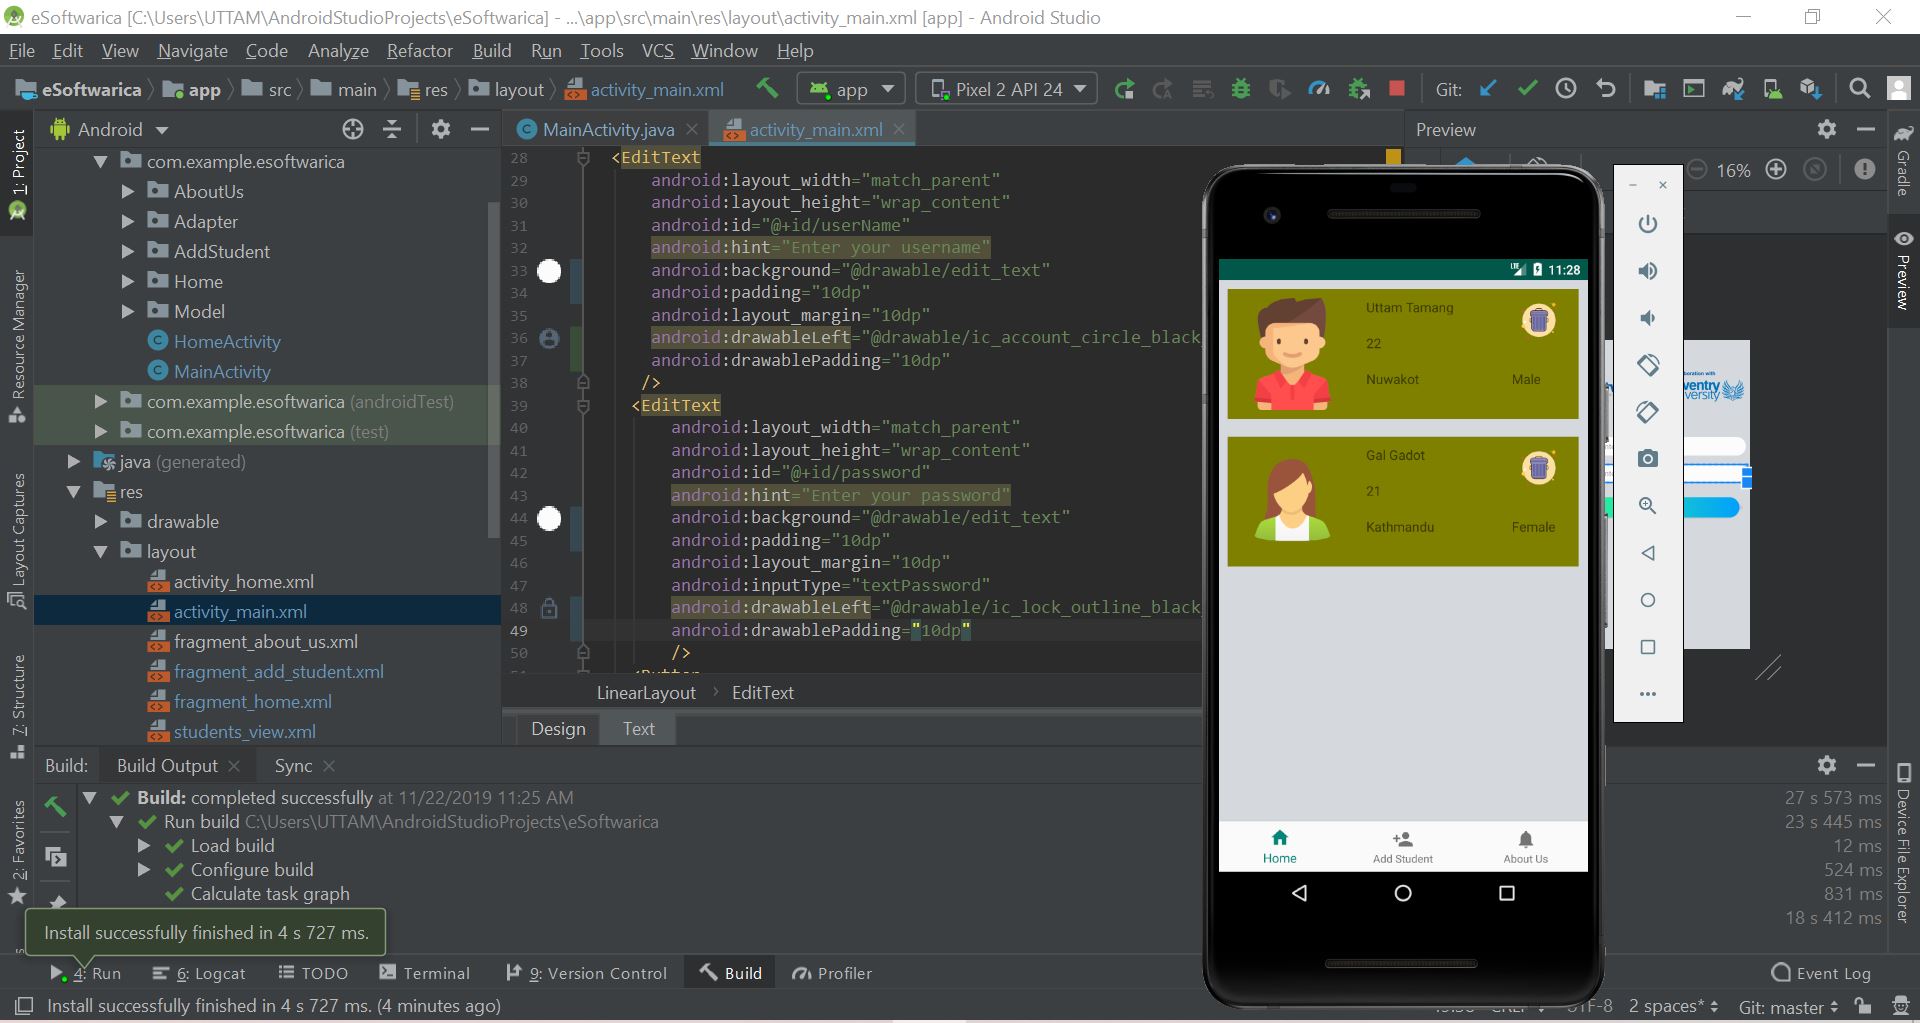 eSoftwarica [C:\Users\UTTAM\AndroidStudioProjects\eSoftwarica] - ...\app\src\main\res\layout\activity_main.xml [app] - Android Studio
File Edit View Navigate Code Analyze Refactor Build Run Tools VCS Window Help
eSoftwarica app src main res layout activity_main.xml app Pixel 2 API 24 Git:
Android MainActivity.java activity_main.xml Preview
16%
1: Project
Resource Manager
Layout Captures
7: Structure
2: Favorites
com.example.esoftwarica
AboutUs
Adapter
AddStudent
Home
Model
HomeActivity
MainActivity
com.example.esoftwarica (androidTest)
com.example.esoftwarica (test)
java (generated)
res
drawable
layout
activity_home.xml
activity_main.xml
fragment_about_us.xml
fragment_add_student.xml
fragment_home.xml
students_view.xml
28 <EditText
29 android:layout_width="match_parent"
30 android:layout_height="wrap_content"
31 android:id="@+id/userName"
32 android:hint="Enter your username"
33 android:background="@drawable/edit_text"
34 android:padding="10dp"
35 android:layout_margin="10dp"
36 android:drawableLeft="@drawable/ic_account_circle_black_
37 android:drawablePadding="10dp"
38 />
39 <EditText
40 android:layout_width="match_parent"
41 android:layout_height="wrap_content"
42 android:id="@+id/password"
43 android:hint="Enter your password"
44 android:background="@drawable/edit_text"
45 android:padding="10dp"
46 android:layout_margin="10dp"
47 android:inputType="textPassword"
48 android:drawableLeft="@drawable/ic_lock_outline_black_
49 android:drawablePadding="10dp"
50 />
51 <Button
LinearLayout EditText
Design Text
LTE 11:28
Uttam Tamang
22
Nuwakot Male
Gal Gadot
21
Kathmandu Female
Home Add Student About Us
Gradle
Preview
Device File Explorer
Build: Build Output Sync
Build: completed successfully at 11/22/2019 11:25 AM 27 s 573 ms
Run build C:\Users\UTTAM\AndroidStudioProjects\eSoftwarica 23 s 445 ms
Load build 12 ms
Configure build 524 ms
Calculate task graph 831 ms
18 s 412 ms
Install successfully finished in 4 s 727 ms.
4: Run 6: Logcat TODO Terminal 9: Version Control Build Profiler Event Log
Install successfully finished in 4 s 727 ms. (4 minutes ago) 2 spaces* Git: master